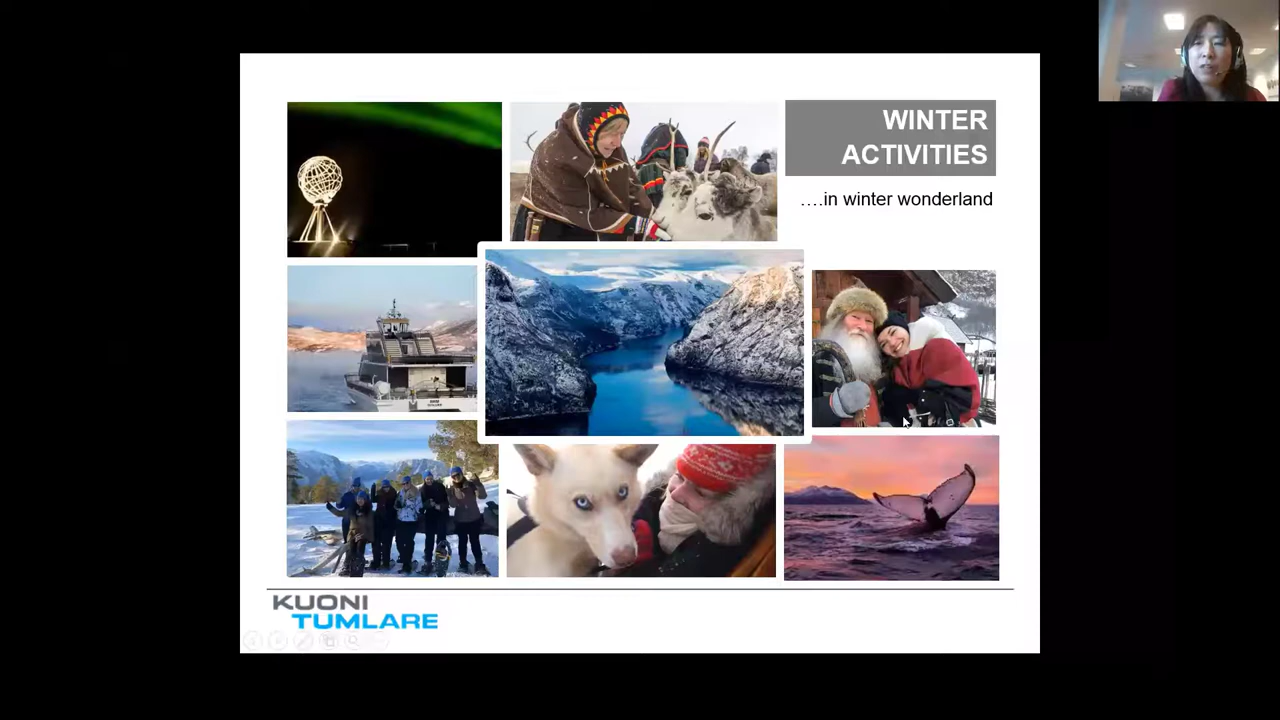 WINTER
ACTIVITIES
….in winter wonderland
KUONI
TUMLARE